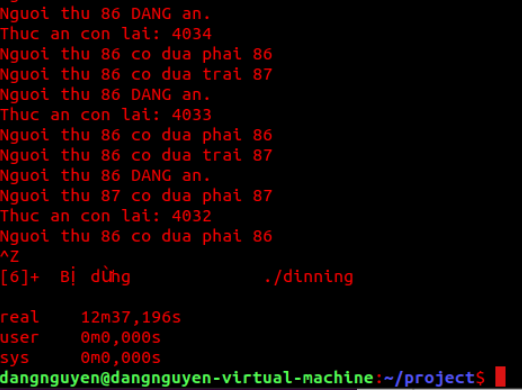 Nguoi thu 86 DANG an.
Thuc an con lai: 4034
Nguoi thu 86 co dua phai 86
Nguoi thu 86 co dua trai 87
Nguoi thu 86 DANG an.
Thuc an con lai: 4033
Nguoi thu 86 co dua phai 86
Nguoi thu 86 co dua trai 87
Nguoi thu 86 DANG an.
Nguoi thu 87 co dua phai 87
Thuc an con lai: 4032
Nguoi thu 86 co dua phai 86
^Z
[6]+ Bị dừng ./dinning
real 12m37,196s
user 0m0,000s
sys 0m0,000s
dangnguyen@dangnguyen-virtual-machine:~/project$